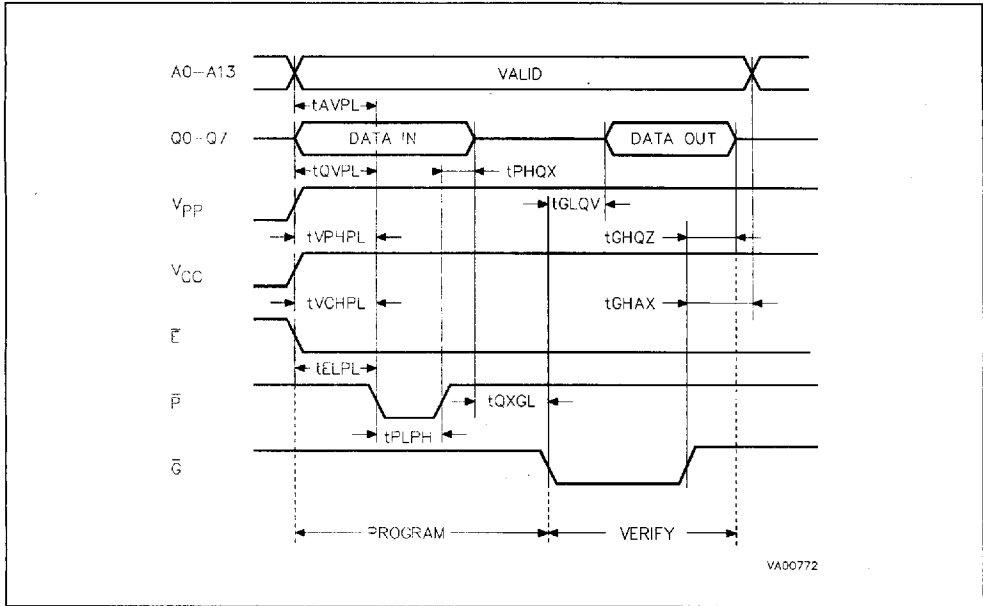 A0-A13
VALID
tAVPL
Q0-Q7
DATA IN
DATA OUT
tQVPL
tPHQX
VPP
tGLQV
tVPHPL
tGHQZ
VCC
tVCHPL
tGHAX
E̅
tELPL
P̅
tQXGL
tPLPH
G̅
PROGRAM
VERIFY
VA00772